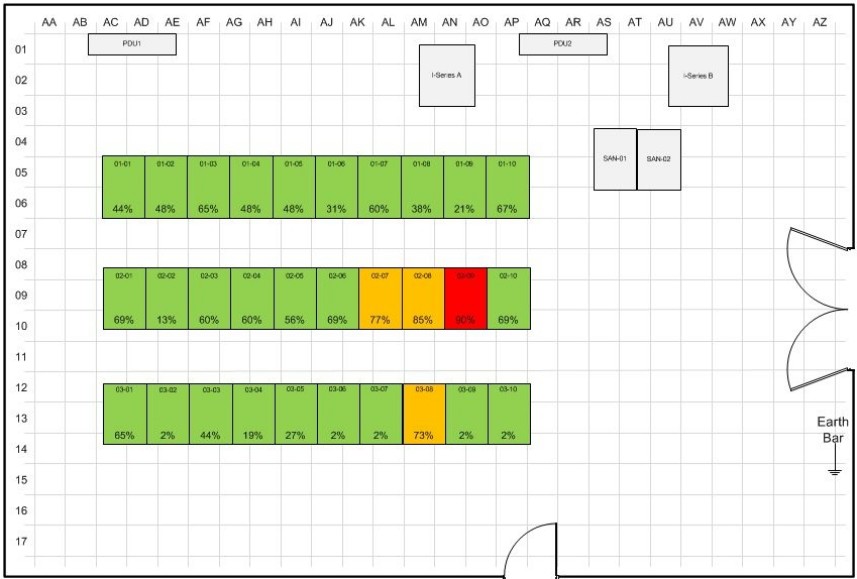 AA AB AC AD AE AF AG AH AI AJ AK AL AM AN AO AP AQ AR AS AT AU AV AW AX AY AZ
01
PDU1
PDU2
02
I-Series A
I-Series B
03
04
SAN-01 SAN-02
01-01 01-02 01-03 01-04 01-05 01-06 01-07 01-08 01-09 01-10
05
06
44% 48% 65% 48% 48% 31% 60% 38% 21% 67%
07
08
02-01 02-02 02-03 02-04 02-05 02-06 02-07 02-08 02-09 02-10
09
10
69% 13% 60% 60% 56% 69% 77% 85% 90% 69%
11
12
03-01 03-02 03-03 03-04 03-05 03-06 03-07 03-08 03-09 03-10
13
65% 2% 44% 19% 27% 2% 2% 73% 2% 2%
Earth
Bar
14
15
16
17